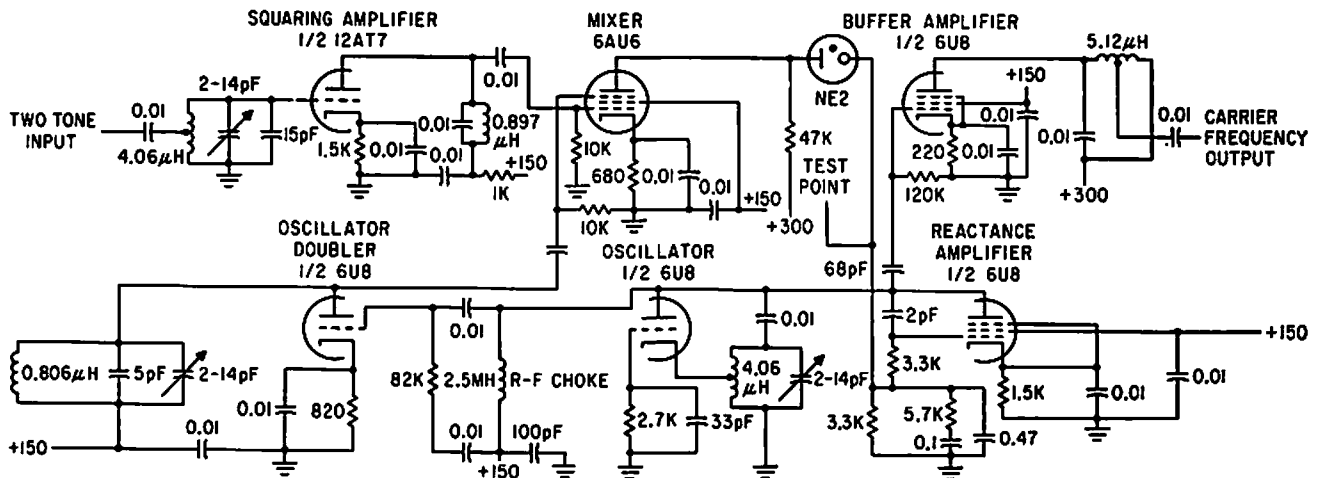 SQUARING AMPLIFIER
1/2 12AT7
MIXER
6AU6
BUFFER AMPLIFIER
1/2 6U8
5.12μH
2-14pF
0.01
+150
NE2
TWO TONE
INPUT
0.01
4.06μH
15pF
1.5K
0.01
0.01
0.01
0.897
μH
+150
1K
10K
680
0.01
0.01
10K
+150
47K
+300
TEST
POINT
220
0.01
0.01
120K
0.01
+300
0.01
CARRIER
FREQUENCY
OUTPUT
OSCILLATOR
DOUBLER
1/2 6U8
OSCILLATOR
1/2 6U8
68pF
REACTANCE
AMPLIFIER
1/2 6U8
0.01
0.01
2pF
+150
0.806μH
5pF
2-14pF
0.01
820
82K
2.5MH
R-F CHOKE
2.7K
33pF
4.06
μH
2-14pF
3.3K
3.3K
5.7K
0.1
0.47
1.5K
0.01
0.01
+150
0.01
0.01
100pF
+150